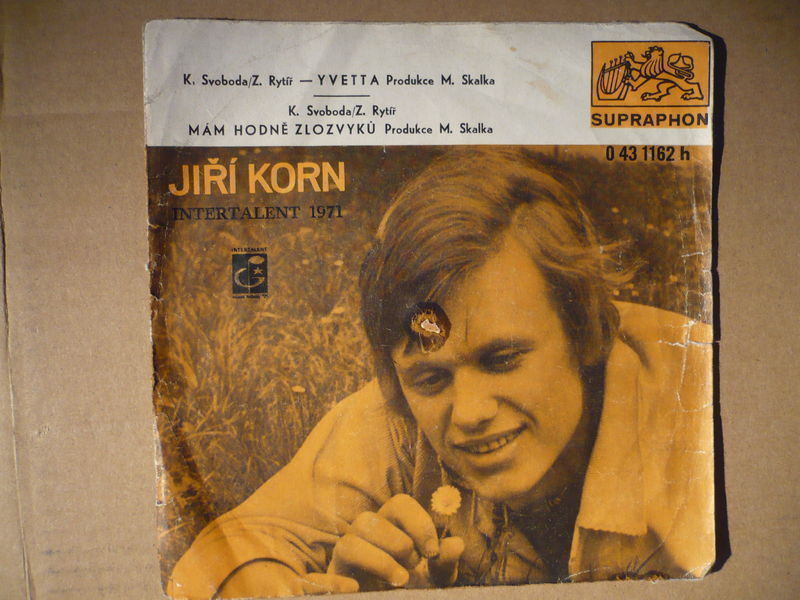 K. Svoboda/Z. Rytíř — YVETTA Produkce M. Skalka
K. Svoboda/Z. Rytíř
MÁM HODNĚ ZLOZVYKŮ Produkce M. Skalka
SUPRAPHON
0 43 1162 h
JIŘÍ KORN
INTERTALENT 1971
INTERTALENT